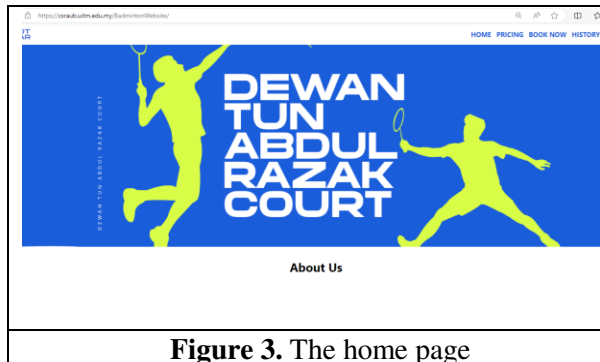 https://csraub.uitm.edu.my/BadmintonWebsite/
HOME PRICING BOOK NOW HISTORY
DEWAN TUN ABDUL RAZAK COURT
DEWAN
TUN
ABDUL
RAZAK
COURT
About Us
Figure 3. The home page